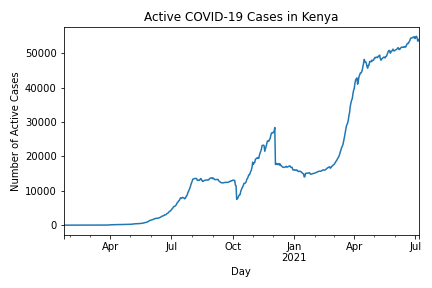 Active COVID-19 Cases in Kenya
Number of Active Cases
50000
40000
30000
20000
10000
0
Apr
Jul
Oct
Jan
2021
Apr
Jul
Day